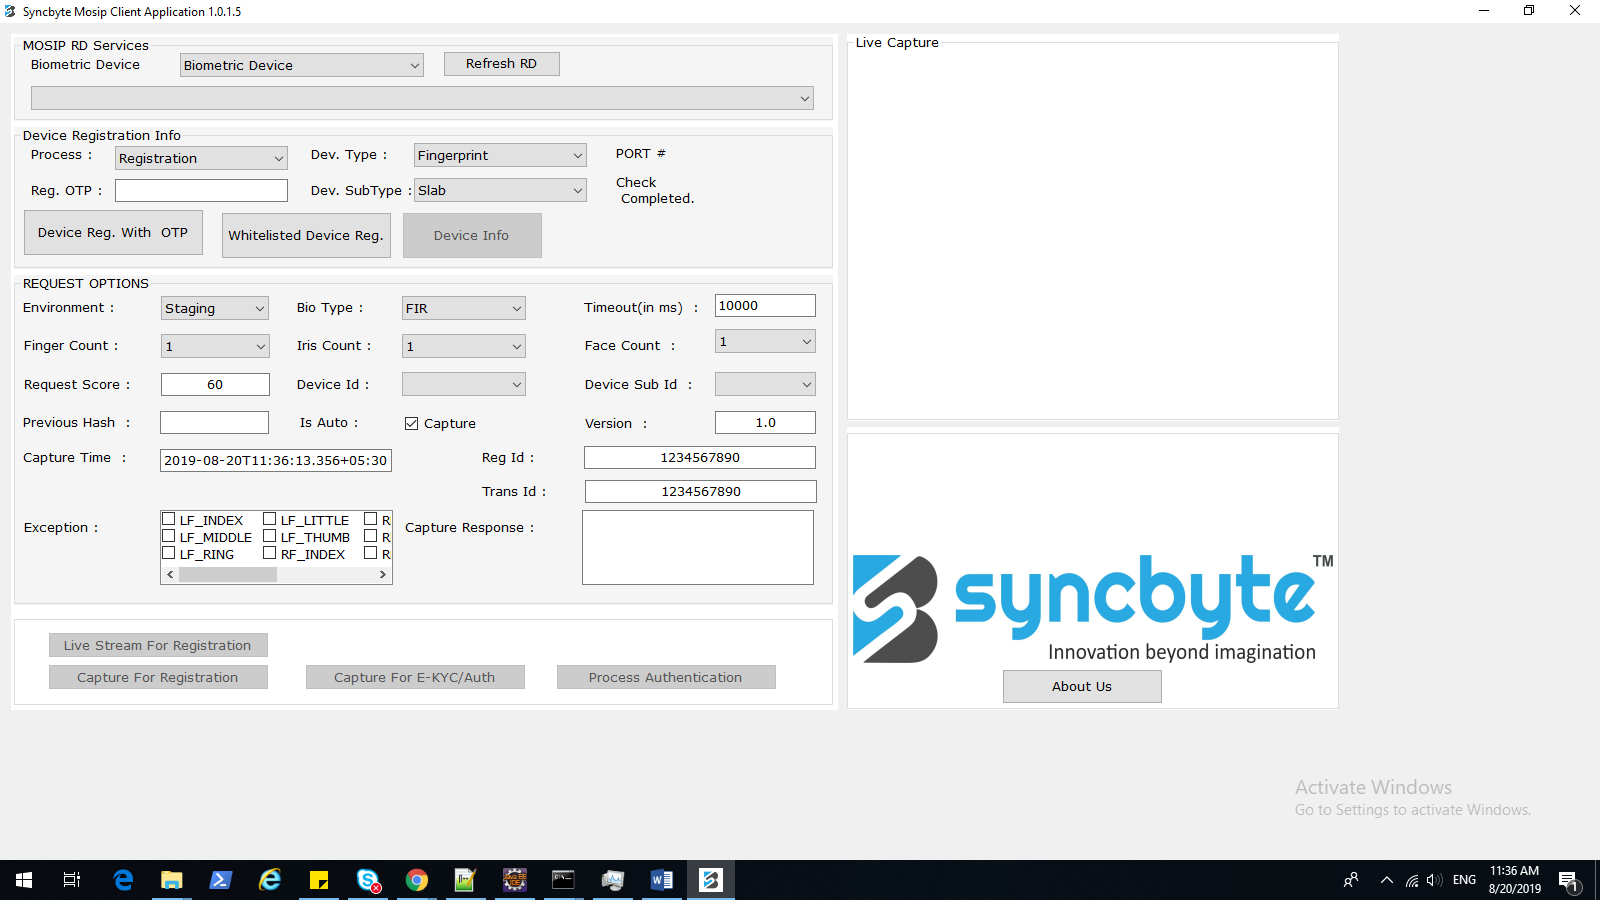 Syncbyte Mosip Client Application 1.0.1.5
MOSIP RD Services
Biometric Device
Biometric Device
Refresh RD
Device Registration Info
Process :
Registration
Dev. Type :
Fingerprint
PORT #
Reg. OTP :
Dev. SubType :
Slab
Check
Completed.
Device Reg. With OTP
Whitelisted Device Reg.
Device Info
REQUEST OPTIONS
Environment :
Staging
Bio Type :
FIR
Timeout(in ms) :
10000
Finger Count :
1
Iris Count :
1
Face Count :
1
Request Score :
60
Device Id :
Device Sub Id :
Previous Hash :
Is Auto :
Capture
Version :
1.0
Capture Time :
2019-08-20T11:36:13.356+05:30
Reg Id :
1234567890
Trans Id :
1234567890
Exception :
LF_INDEX LF_LITTLE R
LF_MIDDLE LF_THUMB R
LF_RING RF_INDEX R
Capture Response :
Live Stream For Registration
Capture For Registration
Capture For E-KYC/Auth
Process Authentication
Live Capture
syncbyte TM
Innovation beyond imagination
About Us
Activate Windows
Go to Settings to activate Windows.
ENG
11:36 AM
8/20/2019
1